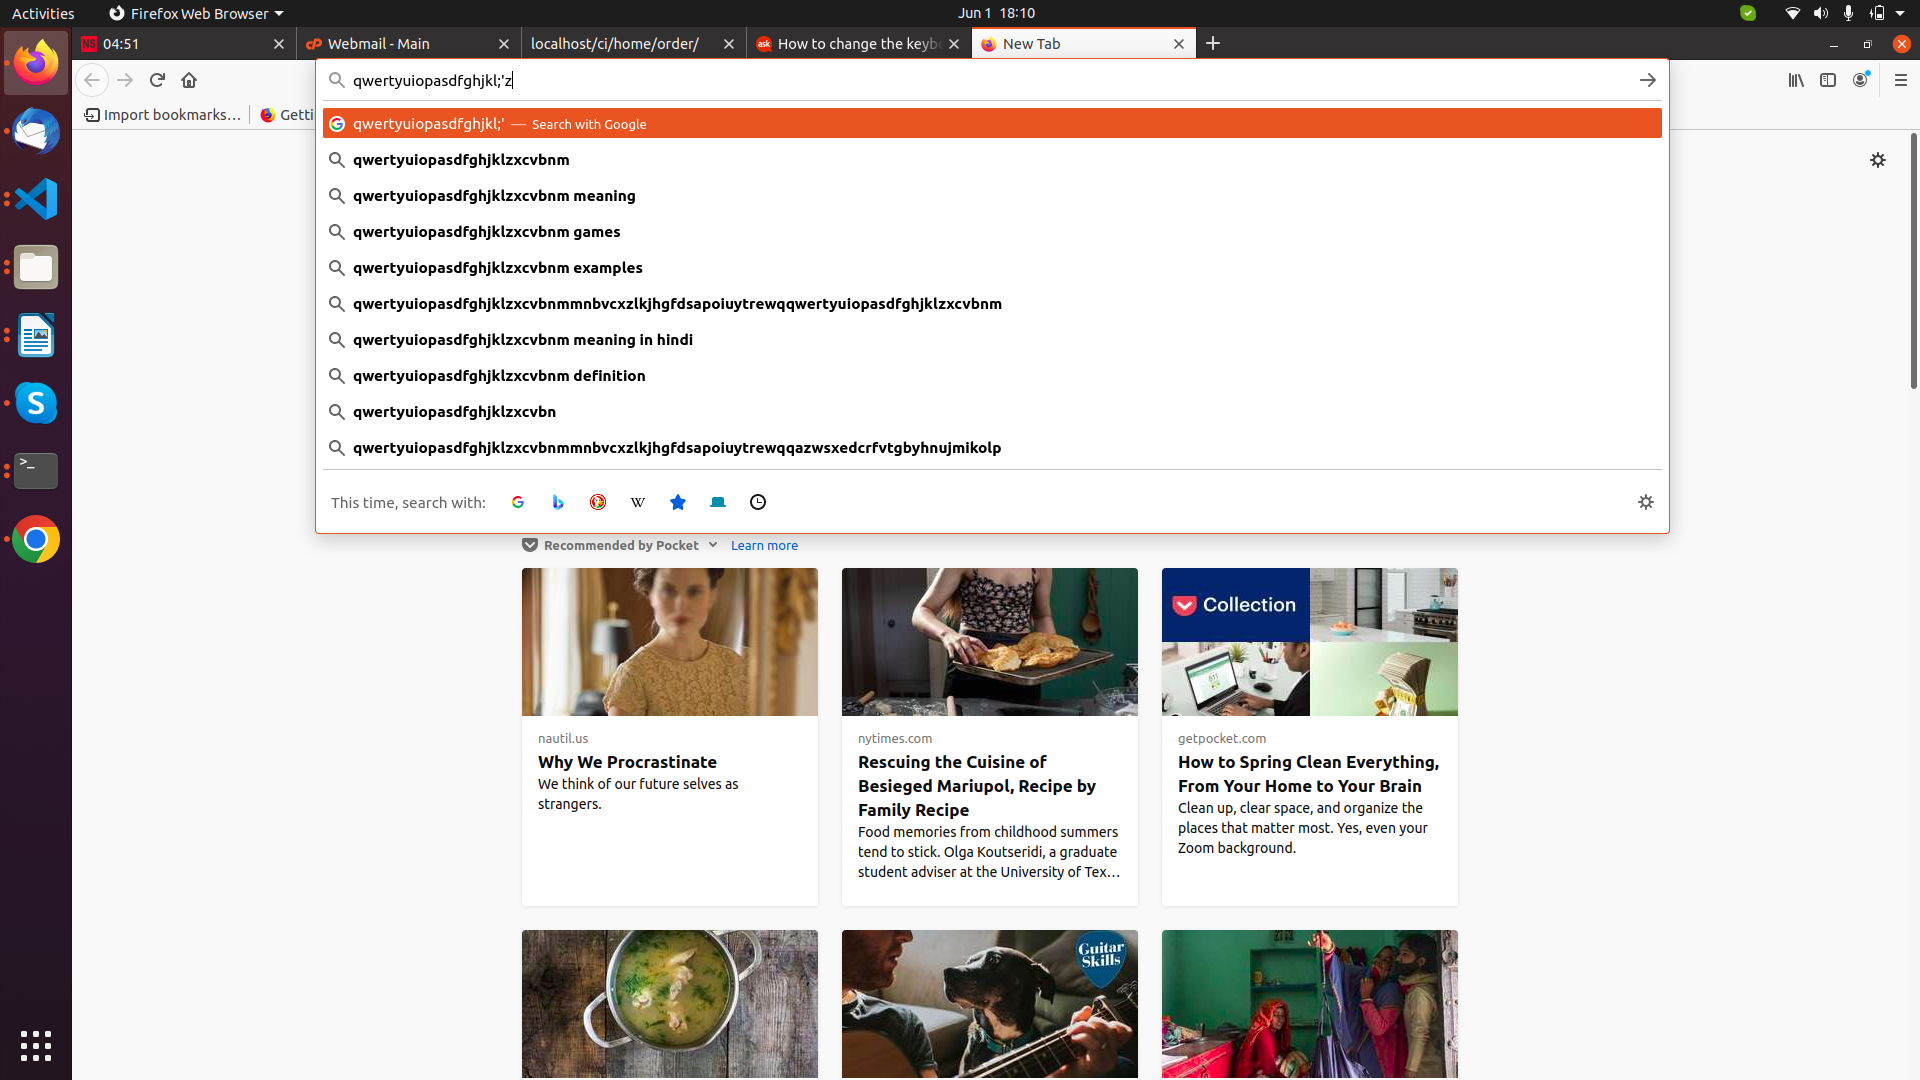 Activities
Firefox Web Browser
Jun 1 18:10
NS 04:51
Webmail - Main
localhost/ci/home/order/
ask How to change the keybo
New Tab
qwertyuiopasdfghjkl;'z
Import bookmarks…
Getti
qwertyuiopasdfghjkl;' — Search with Google
qwertyuiopasdfghjklzxcvbnm
qwertyuiopasdfghjklzxcvbnm meaning
qwertyuiopasdfghjklzxcvbnm games
qwertyuiopasdfghjklzxcvbnm examples
qwertyuiopasdfghjklzxcvbnmmnbvcxzlkjhgfdsapoiuytrewqqwertyuiopasdfghjklzxcvbnm
qwertyuiopasdfghjklzxcvbnm meaning in hindi
qwertyuiopasdfghjklzxcvbnm definition
qwertyuiopasdfghjklzxcvbn
qwertyuiopasdfghjklzxcvbnmmnbvcxzlkjhgfdsapoiuytrewqqazwsxedcrfvtgbyhnujmikolp
This time, search with:
Recommended by Pocket
Learn more
nautil.us
Why We Procrastinate
We think of our future selves as
strangers.
nytimes.com
Rescuing the Cuisine of
Besieged Mariupol, Recipe by
Family Recipe
Food memories from childhood summers
tend to stick. Olga Koutseridi, a graduate
student adviser at the University of Tex…
Collection
getpocket.com
How to Spring Clean Everything,
From Your Home to Your Brain
Clean up, clear space, and organize the
places that matter most. Yes, even your
Zoom background.
Guitar
Skills